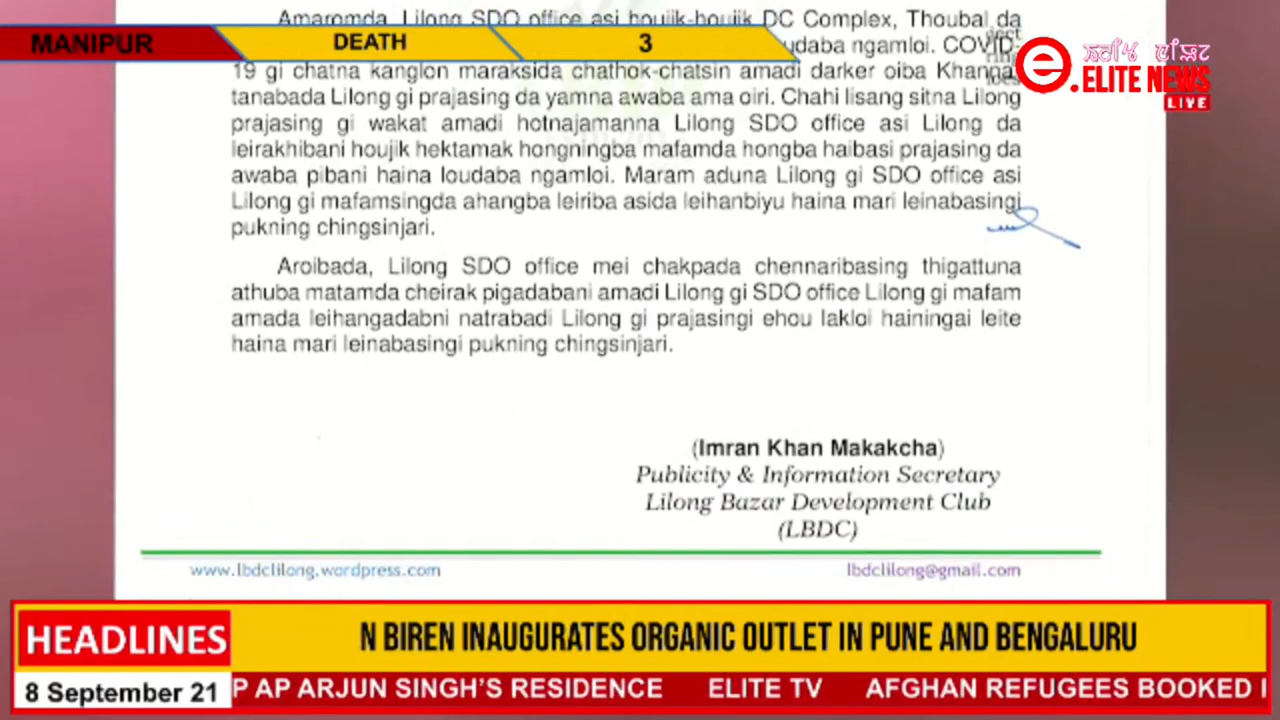 Amaromda, Lilong SDO office asi houjik-houjik DC Complex, Thoubal da
MANIPUR DEATH 3
loudaba ngamloi. COVID-
19 gi chatna kangion maraksida chathok-chatsin amadi darker oiba Khannaj
tanabada Lilong gi prajasing da yamna awaba ama oiri. Chahi lisang sitna Lilong
prajasing gi wakat amadi hotnajamanna Lilong SDO office asi Lilong da
leirakhibani houjik hektamak hongningba mafamda hongba haibasi prajasing da
awaba pibani haina loudaba ngamloi. Maram aduna Lilong gi SDO office asi
Lilong gi mafamsingda ahangba leiriba asida leihanbiyu haina mari leinabasingi
pukning chingsinjari.
Aroibada, Lilong SDO office mei chakpada chennaribasing thigattuna
athuba matamda cheirak pigadabani amadi Lilong gi SDO office Lilong gi mafam
amada leihangadabni natrabadi Lilong gi prajasingi ehou lakloi hainingai leite
haina mari leinabasingi pukning chingsinjari.
(Imran Khan Makakcha)
Publicity & Information Secretary
Lilong Bazar Development Club
(LBDC)
www.lbdclilong.wordpress.com lbdclilong@gmail.com
e.ELITE NEWS
LIVE
HEADLINES N BIREN INAUGURATES ORGANIC OUTLET IN PUNE AND BENGALURU
8 September 21 P AP ARJUN SINGH'S RESIDENCE ELITE TV AFGHAN REFUGEES BOOKED